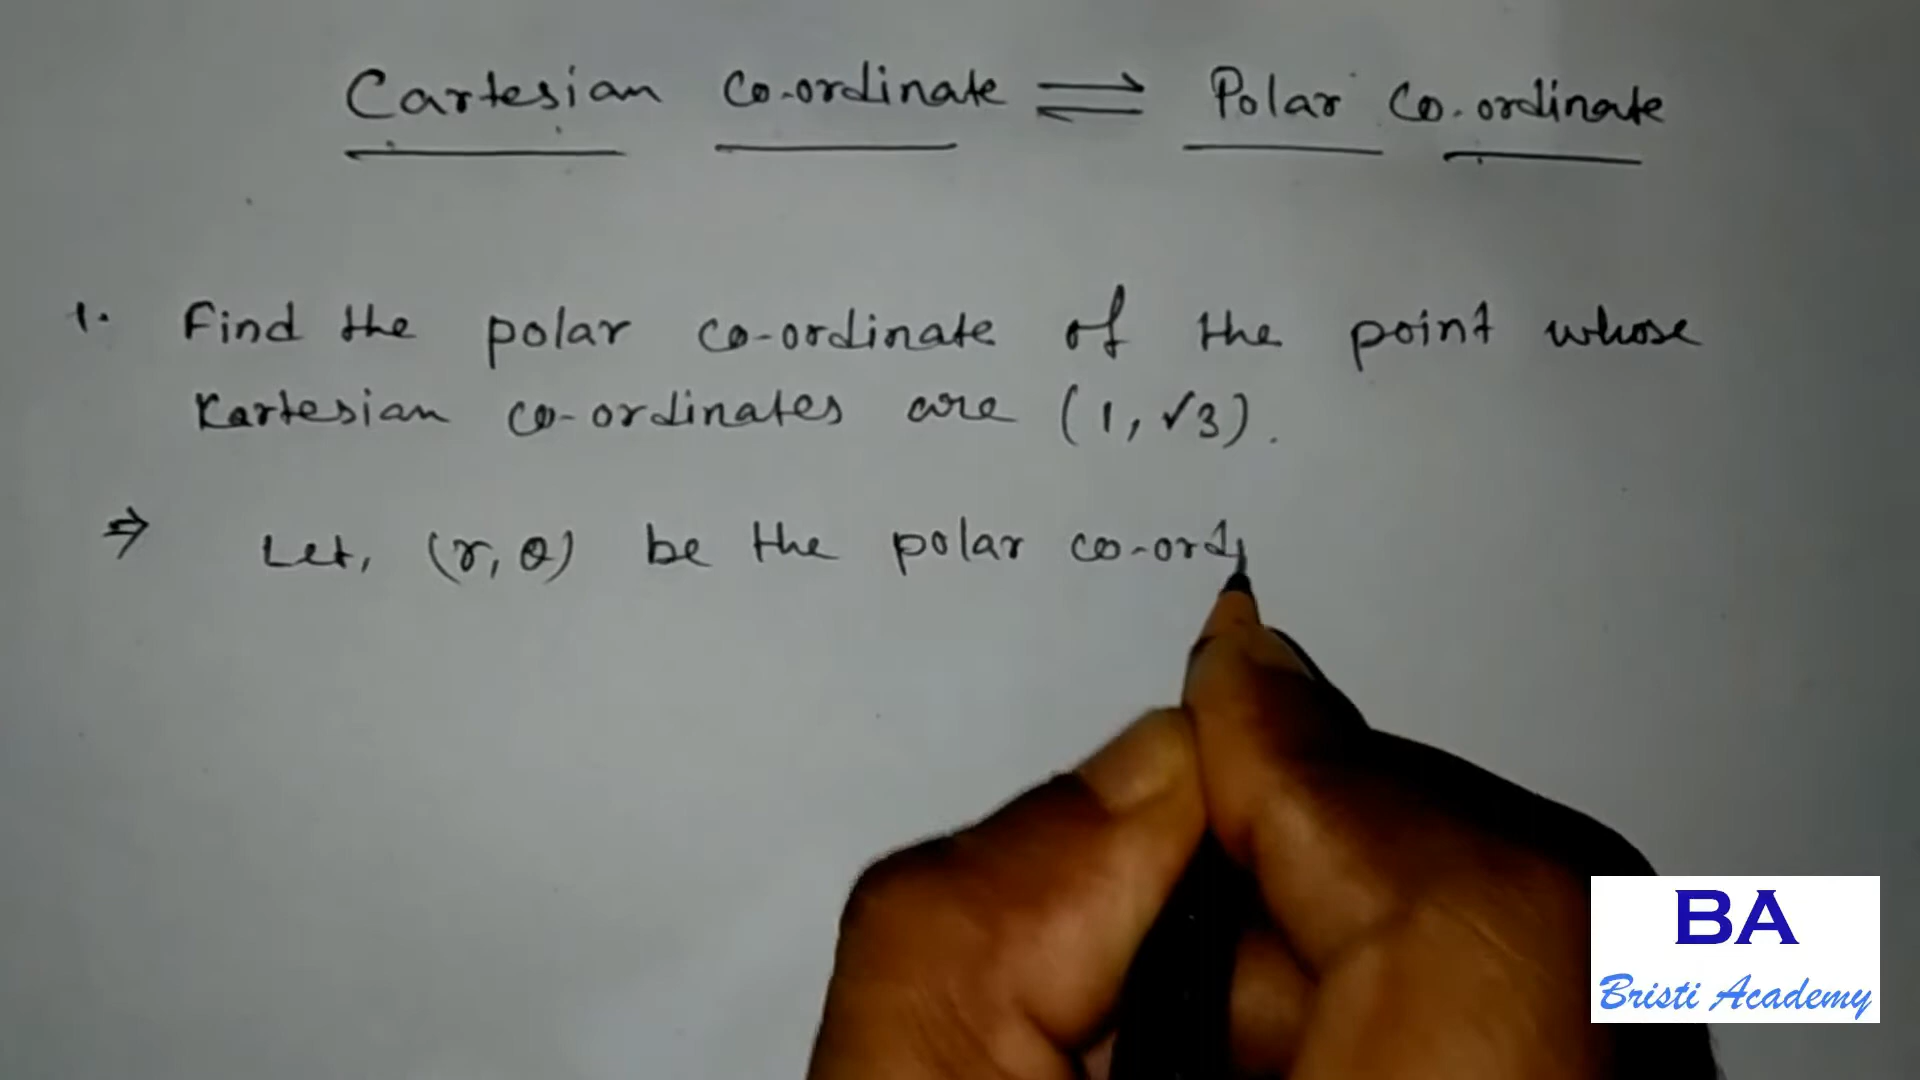 Cartesian Co-ordinate ⇌ Polar Co-ordinate
1. Find the polar co-ordinate of the point whose
Kartesian co-ordinates are (1, √3).
⇒ Let, (r, θ) be the polar co-ord
BA
Bristi Academy